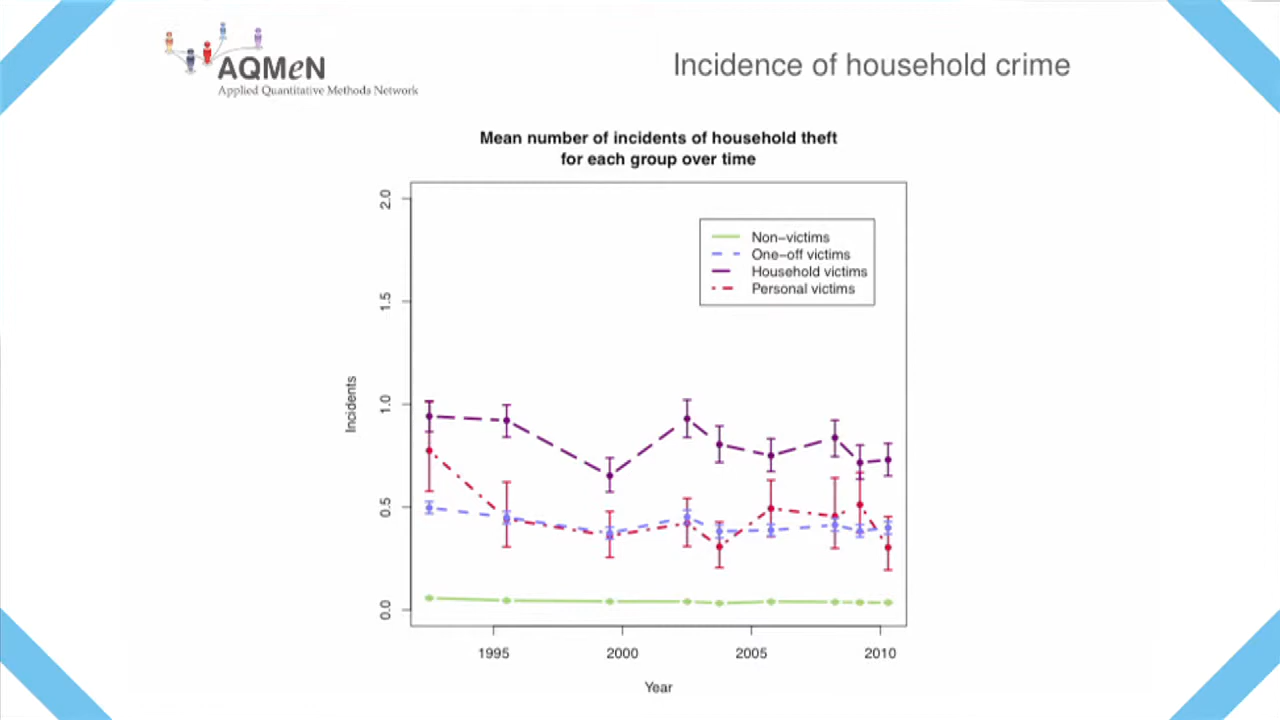 AQMeN
Applied Quantitative Methods Network
Incidence of household crime
Mean number of incidents of household theft
for each group over time
2.0
1.5
1.0
0.5
0.0
Incidents
Non−victims
One−off victims
Household victims
Personal victims
1995
2000
2005
2010
Year